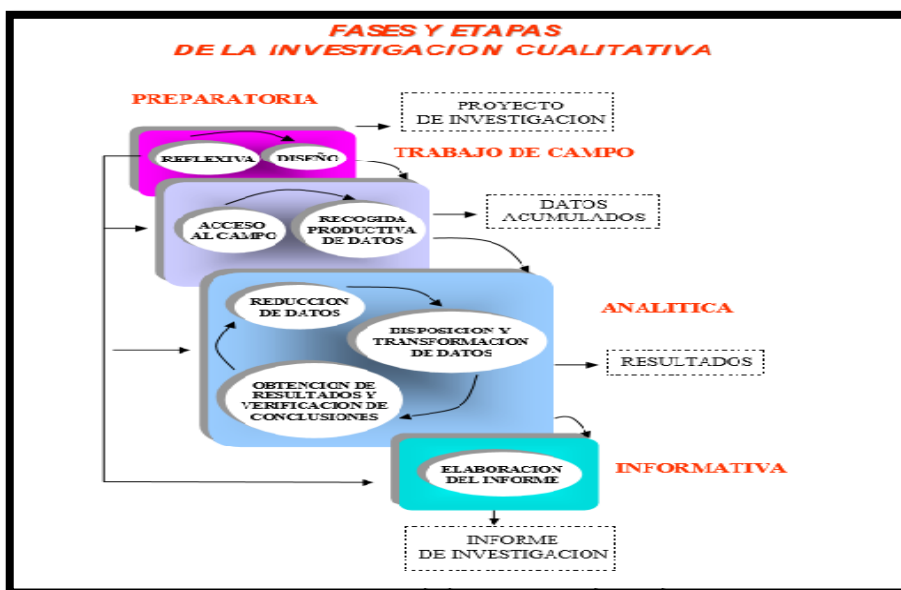 FASES Y ETAPAS
DE LA INVESTIGACION CUALITATIVA
PREPARATORIA
PROYECTO
DE INVESTIGACION
REFLEXIVA
DISEÑO
TRABAJO DE CAMPO
ACCESO
AL CAMPO
RECOGIDA
PRODUCTIVA
DE DATOS
DATOS
ACUMULADOS
REDUCCION
DE DATOS
DISPOSICION Y
TRANSFORMACION
DE DATOS
OBTENCION DE
RESULTADOS Y
VERIFICACION DE
CONCLUSIONES
ANALITICA
RESULTADOS
ELABORACION
DEL INFORME
INFORMATIVA
INFORME
DE INVESTIGACION